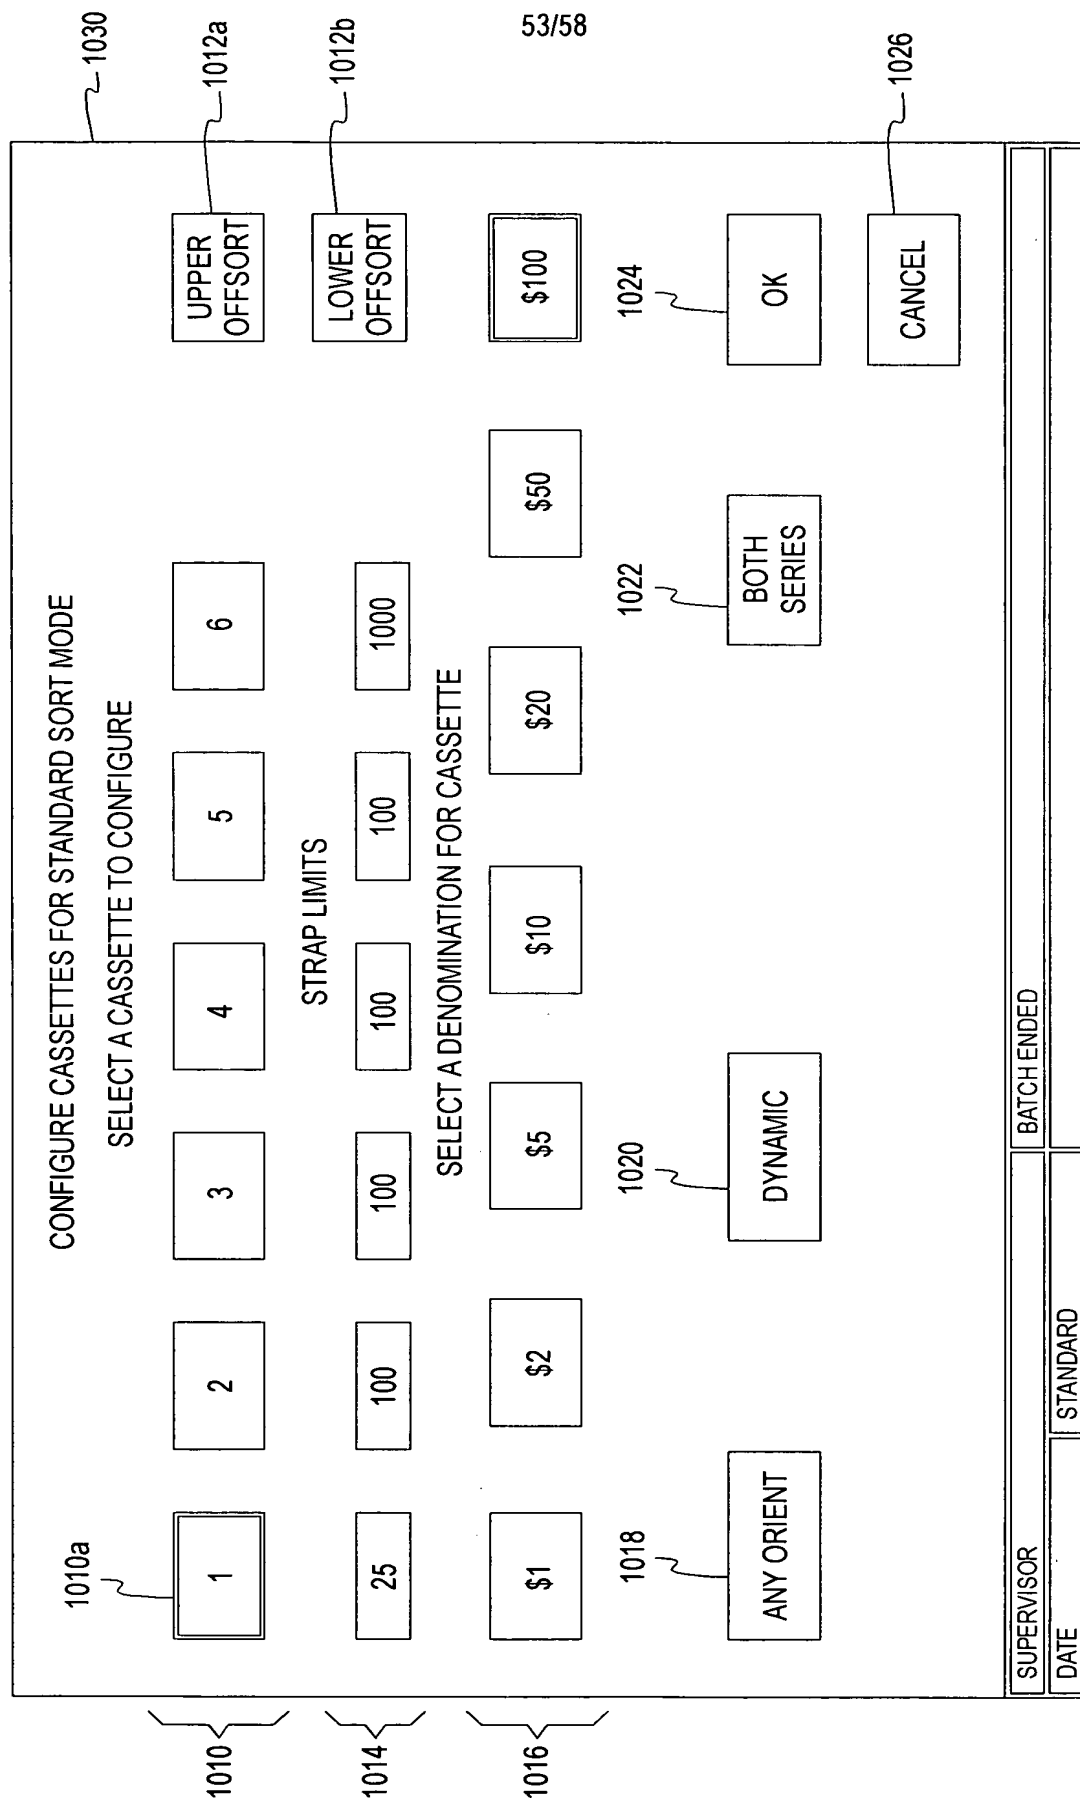 53/58
1030
CONFIGURE CASSETTES FOR STANDARD SORT MODE
SELECT A CASSETTE TO CONFIGURE
1010a
1010
1 2 3 4 5 6
UPPER
OFFSORT
1012a
STRAP LIMITS
1014
25 100 100 100 100 1000
LOWER
OFFSORT
1012b
SELECT A DENOMINATION FOR CASSETTE
1016
$1 $2 $5 $10 $20 $50 $100
1018
ANY ORIENT
1020
DYNAMIC
1022
BOTH
SERIES
1024
OK
1026
CANCEL
SUPERVISOR BATCH ENDED
DATE STANDARD